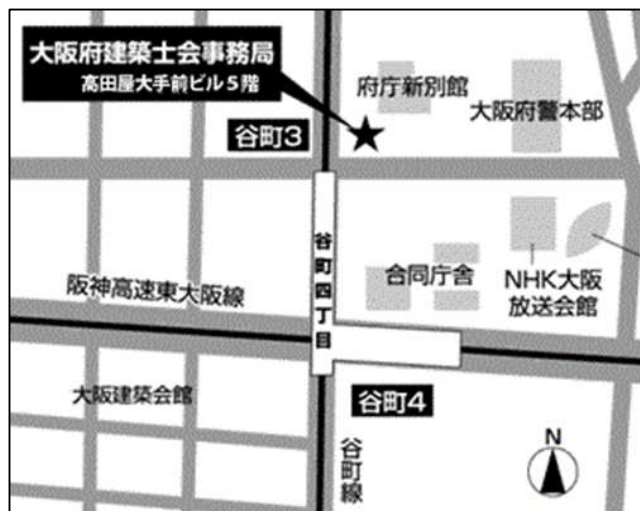 大阪府建築士会事務局
高田屋大手前ビル5階
府庁新別館
大阪府警本部
谷町3
谷町四丁目
合同庁舎
NHK大阪
放送会館
阪神高速東大阪線
大阪建築会館
谷町4
谷町線
N